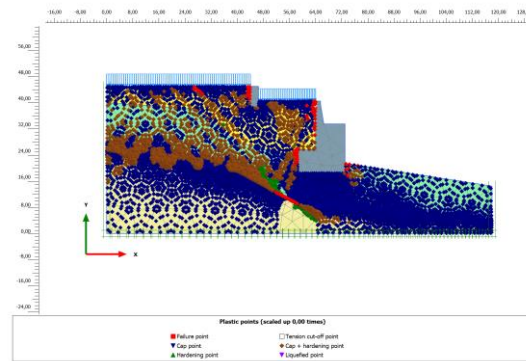 -16,00 -8,00 0,00 8,00 16,00 24,00 32,00 40,00 48,00 56,00 64,00 72,00 80,00 88,00 96,00 104,00 112,00 120,00 128,0
56,00
48,00
40,00
32,00
24,00
16,00
8,00
0,00
-8,00
-16,00
-24,00
Y
X
Plastic points (scaled up 0,00 times)
Failure point
Tension cut-off point
Cap point
Cap + hardening point
Hardening point
Liquefied point